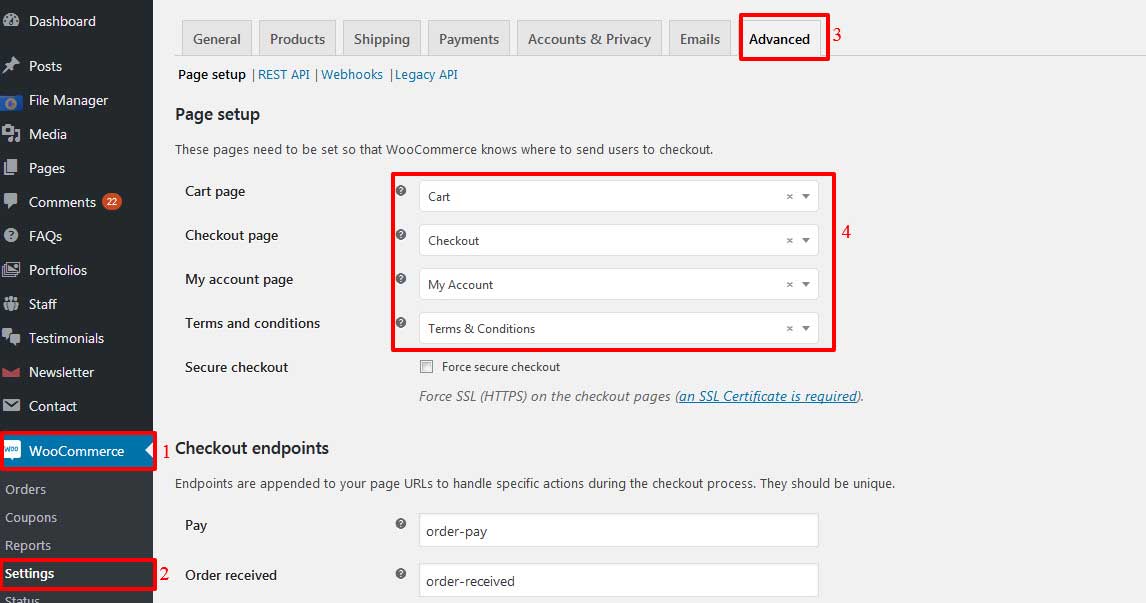 Dashboard
Posts
File Manager
Media
Pages
Comments 22
FAQs
Portfolios
Staff
Testimonials
Newsletter
Contact
woo WooCommerce 1
Orders
Coupons
Reports
Settings 2
Status
General Products Shipping Payments Accounts & Privacy Emails Advanced 3
Page setup | REST API | Webhooks | Legacy API
Page setup
These pages need to be set so that WooCommerce knows where to send users to checkout.
Cart page ? Cart × 
Checkout page ? Checkout ×
4
My account page ? My Account ×
Terms and conditions ? Terms & Conditions ×
Secure checkout Force secure checkout
Force SSL (HTTPS) on the checkout pages (an SSL Certificate is required).
Checkout endpoints
Endpoints are appended to your page URLs to handle specific actions during the checkout process. They should be unique.
Pay ? order-pay
Order received ? order-received